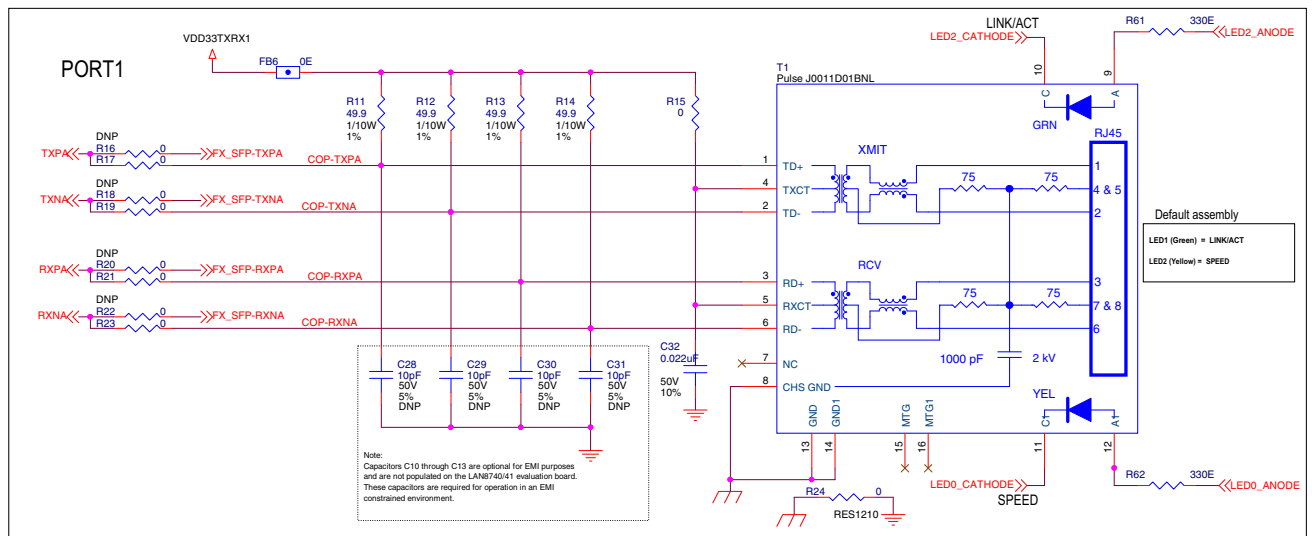 PORT1
VDD33TXRX1
FB6 0E
R11
49.9
1/10W
1%
R12
49.9
1/10W
1%
R13
49.9
1/10W
1%
R14
49.9
1/10W
1%
R15
0
T1
Pulse J0011D01BNL
LINK/ACT
LED2_CATHODE
R61 330E
LED2_ANODE
10
9
C
A
GRN
RJ45
DNP
TXPA
R16 0
R17 0
FX_SFP-TXPA
COP-TXPA
DNP
TXNA
R18 0
R19 0
FX_SFP-TXNA
COP-TXNA
DNP
RXPA
R20 0
R21 0
FX_SFP-RXPA
COP-RXPA
DNP
RXNA
R22 0
R23 0
FX_SFP-RXNA
COP-RXNA
1 TD+
4 TXCT
2 TD-
3 RD+
5 RXCT
6 RD-
7 NC
8 CHS GND
XMIT
75 75
1
4 & 5
2
RCV
75 75
3
7 & 8
6
1000 pF 2 kV
YEL
C1
A1
GND
GND1
MTG
MTG1
13
14
15
16
11
12
Default assembly
LED1 (Green) = LINK/ACT
LED2 (Yellow) = SPEED
C28
10pF
50V
5%
DNP
C29
10pF
50V
5%
DNP
C30
10pF
50V
5%
DNP
C31
10pF
50V
5%
DNP
C32
0.022uF
50V
10%
Note:
Capacitors C10 through C13 are optional for EMI purposes
and are not populated on the LAN8740/41 evaluation board.
These capacitors are required for operation in an EMI
constrained environment.
R24 0
RES1210
LED0_CATHODE
SPEED
R62 330E
LED0_ANODE